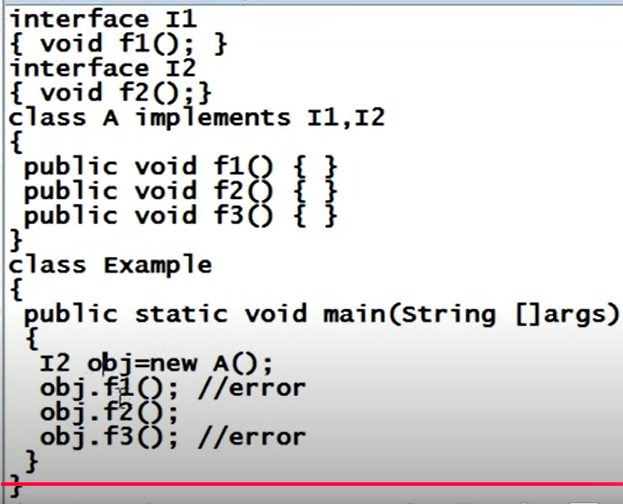 interface I1
{ void f1(); }
interface I2
{ void f2();}
class A implements I1,I2
{
public void f1() { }
public void f2() { }
public void f3() { }
}
class Example
{
public static void main(String []args)
{
I2 obj=new A();
obj.f1(); //error
obj.f2();
obj.f3(); //error
}
}